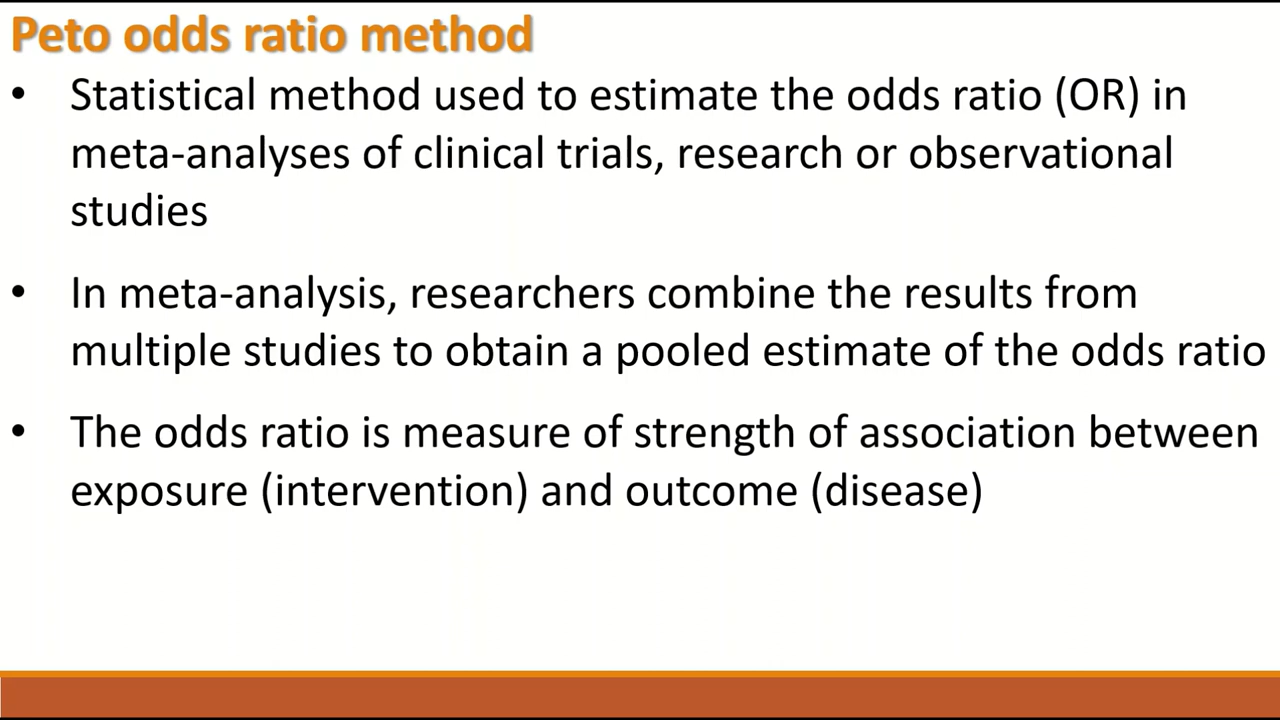 Peto odds ratio method
• Statistical method used to estimate the odds ratio (OR) in
meta-analyses of clinical trials, research or observational
studies
• In meta-analysis, researchers combine the results from
multiple studies to obtain a pooled estimate of the odds ratio
• The odds ratio is measure of strength of association between
exposure (intervention) and outcome (disease)